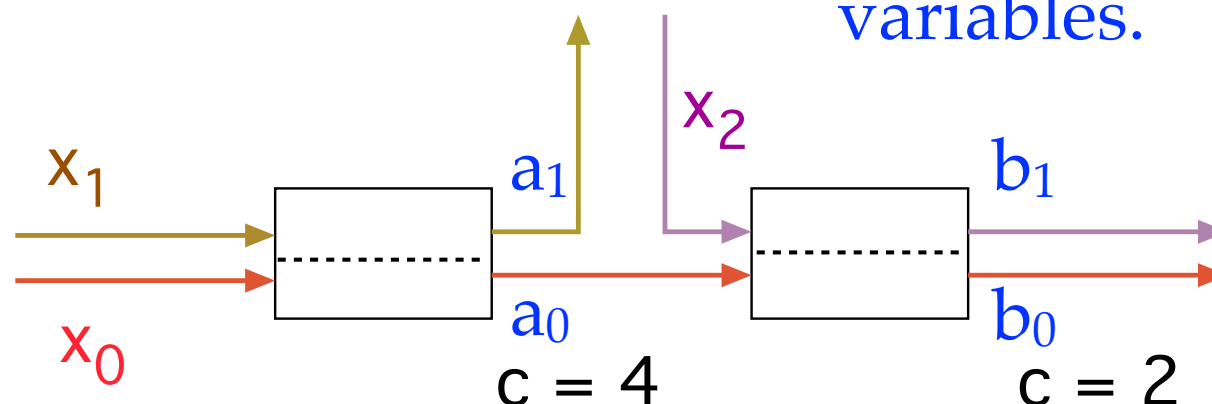 variables.
x₂
x₁
a₁
b₁
x₀
a₀
b₀
c = 4
c = 2